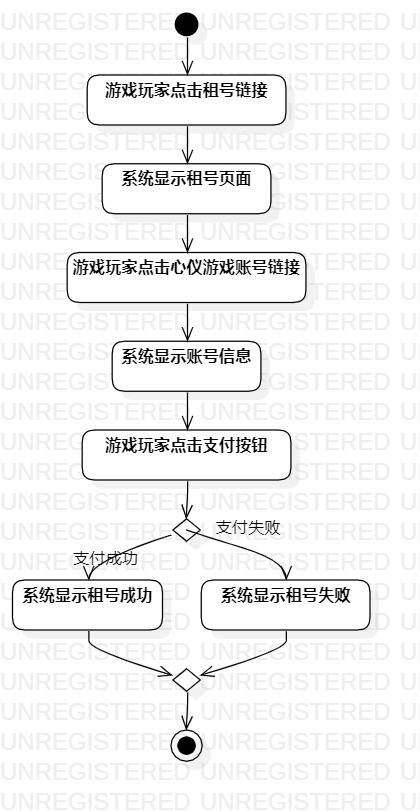 游戏玩家点击租号链接
系统显示租号页面
游戏玩家点击心仪游戏账号链接
系统显示账号信息
游戏玩家点击支付按钮
支付失败
支付成功
系统显示租号成功
系统显示租号失败
UNREGISTERED